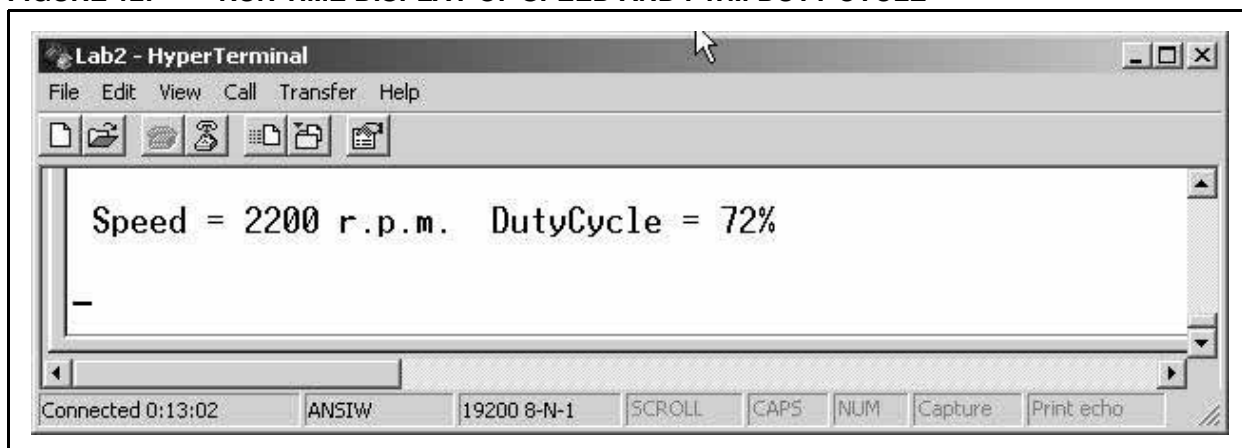 Lab2 - HyperTerminal
File Edit View Call Transfer Help
Speed = 2200 r.p.m. DutyCycle = 72%
Connected 0:13:02 ANSIW 19200 8-N-1 SCROLL CAPS NUM Capture Print echo